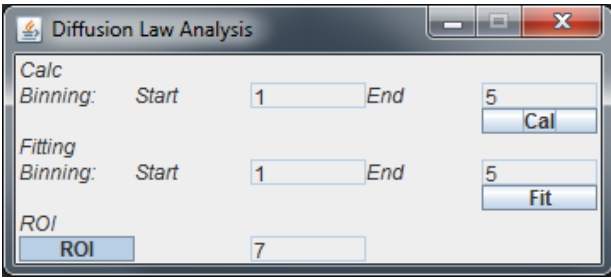 Diffusion Law Analysis
Calc
Binning: Start 1 End 5
Cal
Fitting
Binning: Start 1 End 5
Fit
ROI
ROI 7